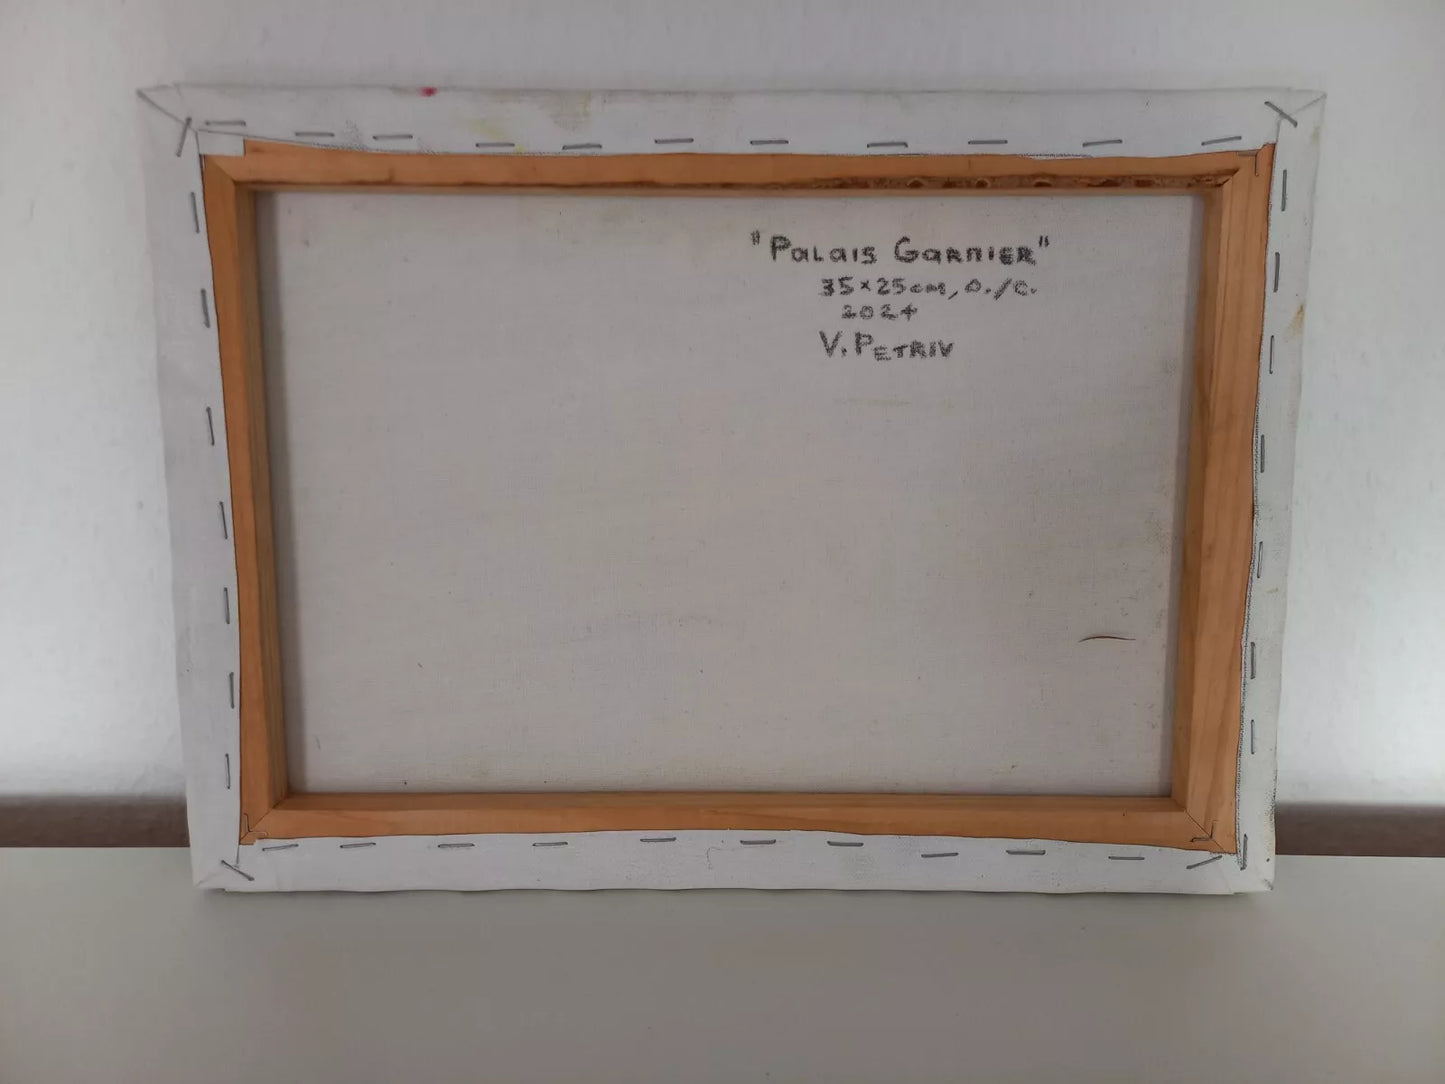 "Palais Garnier"
35×25cm, O./C.
2024
V. PETRIV